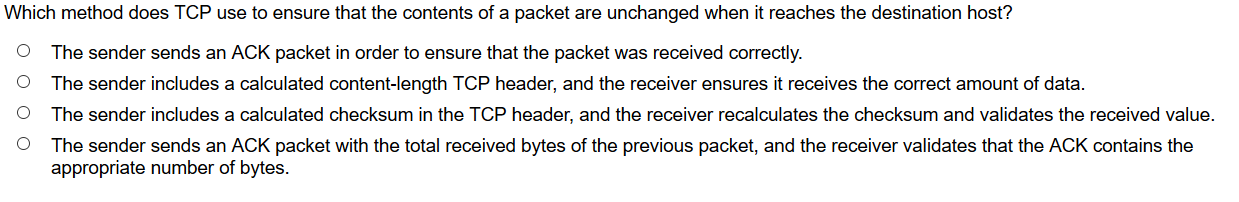 Which method does TCP use to ensure that the contents of a packet are unchanged when it reaches the destination host?
The sender sends an ACK packet in order to ensure that the packet was received correctly.
The sender includes a calculated content-length TCP header, and the receiver ensures it receives the correct amount of data.
The sender includes a calculated checksum in the TCP header, and the receiver recalculates the checksum and validates the received value.
The sender sends an ACK packet with the total received bytes of the previous packet, and the receiver validates that the ACK contains the
appropriate number of bytes.